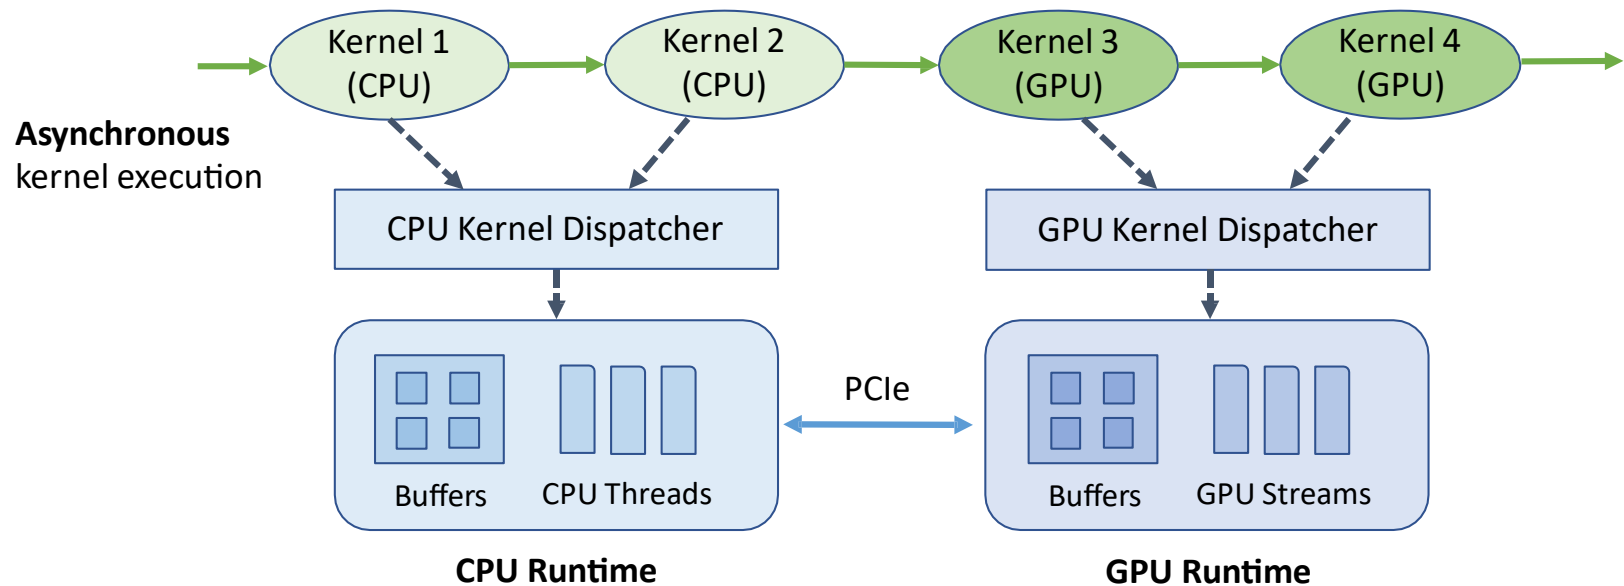 Kernel 1
(CPU)
Kernel 2
(CPU)
Kernel 3
(GPU)
Kernel 4
(GPU)
Asynchronous
kernel execution
CPU Kernel Dispatcher
GPU Kernel Dispatcher
PCIe
Buffers
CPU Threads
Buffers
GPU Streams
CPU Runtime
GPU Runtime